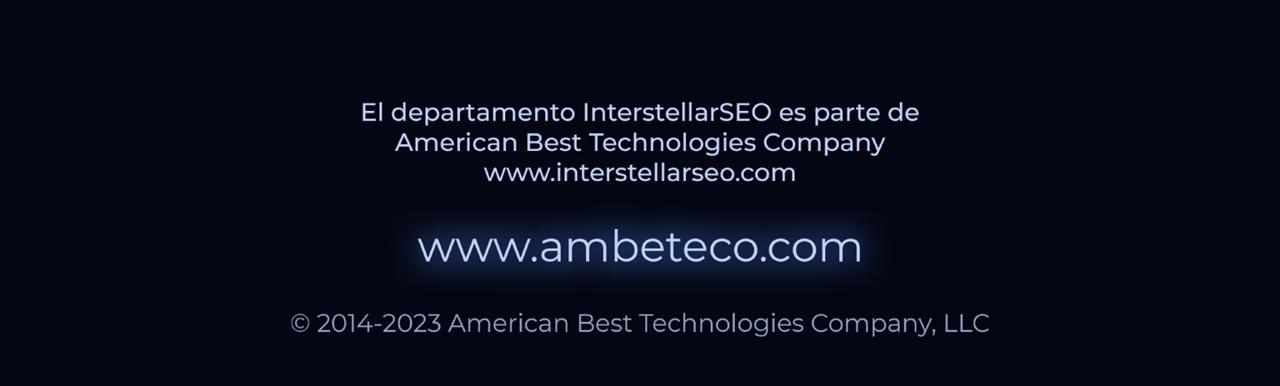 El departamento InterstellarSEO es parte de
American Best Technologies Company
www.interstellarseo.com
www.ambeteco.com
© 2014-2023 American Best Technologies Company, LLC